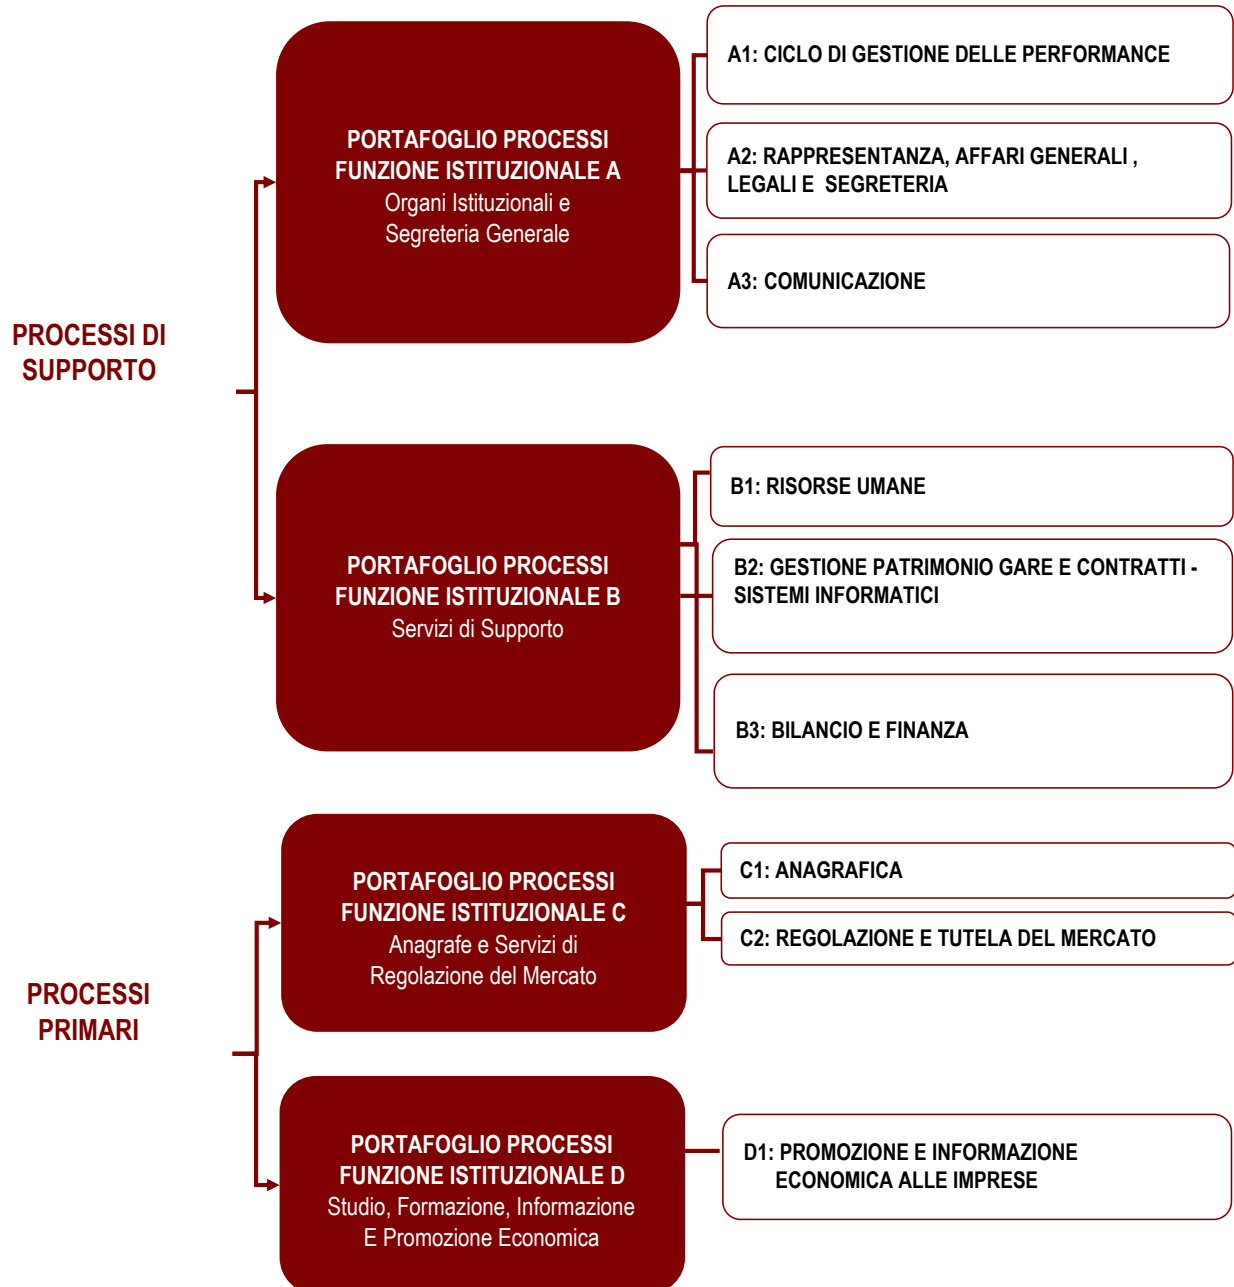 PROCESSI DI
SUPPORTO
PORTAFOGLIO PROCESSI
FUNZIONE ISTITUZIONALE A
Organi Istituzionali e
Segreteria Generale
A1: CICLO DI GESTIONE DELLE PERFORMANCE
A2: RAPPRESENTANZA, AFFARI GENERALI ,
LEGALI E SEGRETERIA
A3: COMUNICAZIONE
PORTAFOGLIO PROCESSI
FUNZIONE ISTITUZIONALE B
Servizi di Supporto
B1: RISORSE UMANE
B2: GESTIONE PATRIMONIO GARE E CONTRATTI -
SISTEMI INFORMATICI
B3: BILANCIO E FINANZA
PROCESSI
PRIMARI
PORTAFOGLIO PROCESSI
FUNZIONE ISTITUZIONALE C
Anagrafe e Servizi di
Regolazione del Mercato
C1: ANAGRAFICA
C2: REGOLAZIONE E TUTELA DEL MERCATO
PORTAFOGLIO PROCESSI
FUNZIONE ISTITUZIONALE D
Studio, Formazione, Informazione
E Promozione Economica
D1: PROMOZIONE E INFORMAZIONE
ECONOMICA ALLE IMPRESE